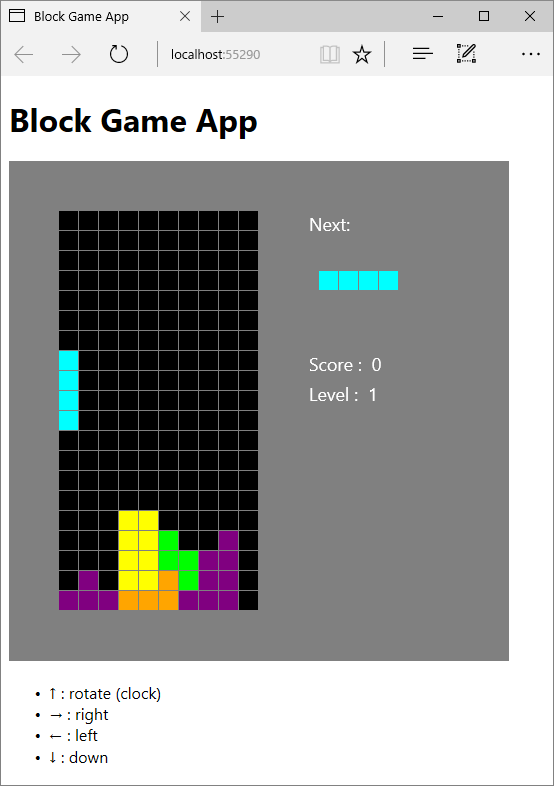 Block Game App
localhost:55290
Block Game App
Next:
Score : 0
Level : 1
• ↑ : rotate (clock)
• → : right
• ← : left
• ↓ : down